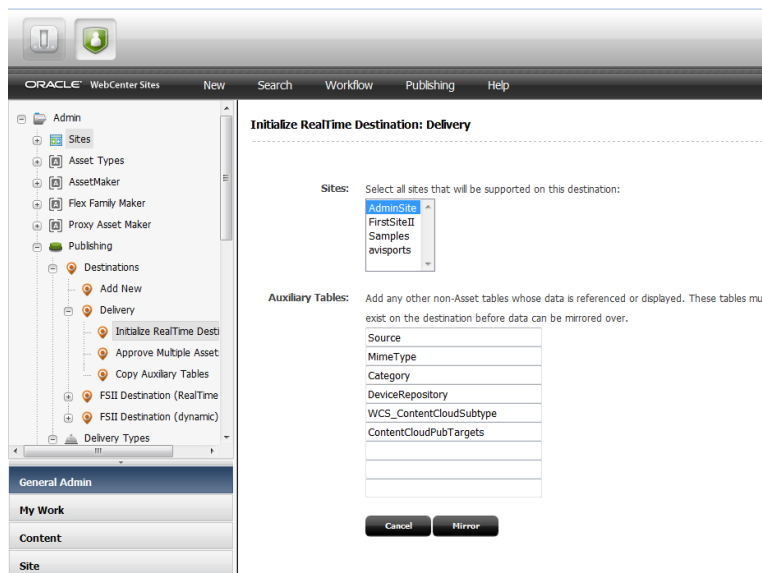 ORACLE WebCenter Sites New Search Workflow Publishing Help
Admin
Sites
Asset Types
AssetMaker
Flex Family Maker
Proxy Asset Maker
Publishing
Destinations
Add New
Delivery
Initialize RealTime Desti
Approve Multiple Asset
Copy Auxiliary Tables
FSII Destination (RealTime
FSII Destination (dynamic)
Delivery Types
General Admin
My Work
Content
Site
Initialize RealTime Destination: Delivery
Sites: Select all sites that will be supported on this destination:
AdminSite
FirstSiteII
Samples
avisports
Auxiliary Tables: Add any other non-Asset tables whose data is referenced or displayed. These tables mu
exist on the destination before data can be mirrored over.
Source
MimeType
Category
DeviceRepository
WCS_ContentCloudSubtype
ContentCloudPubTargets
Cancel Mirror